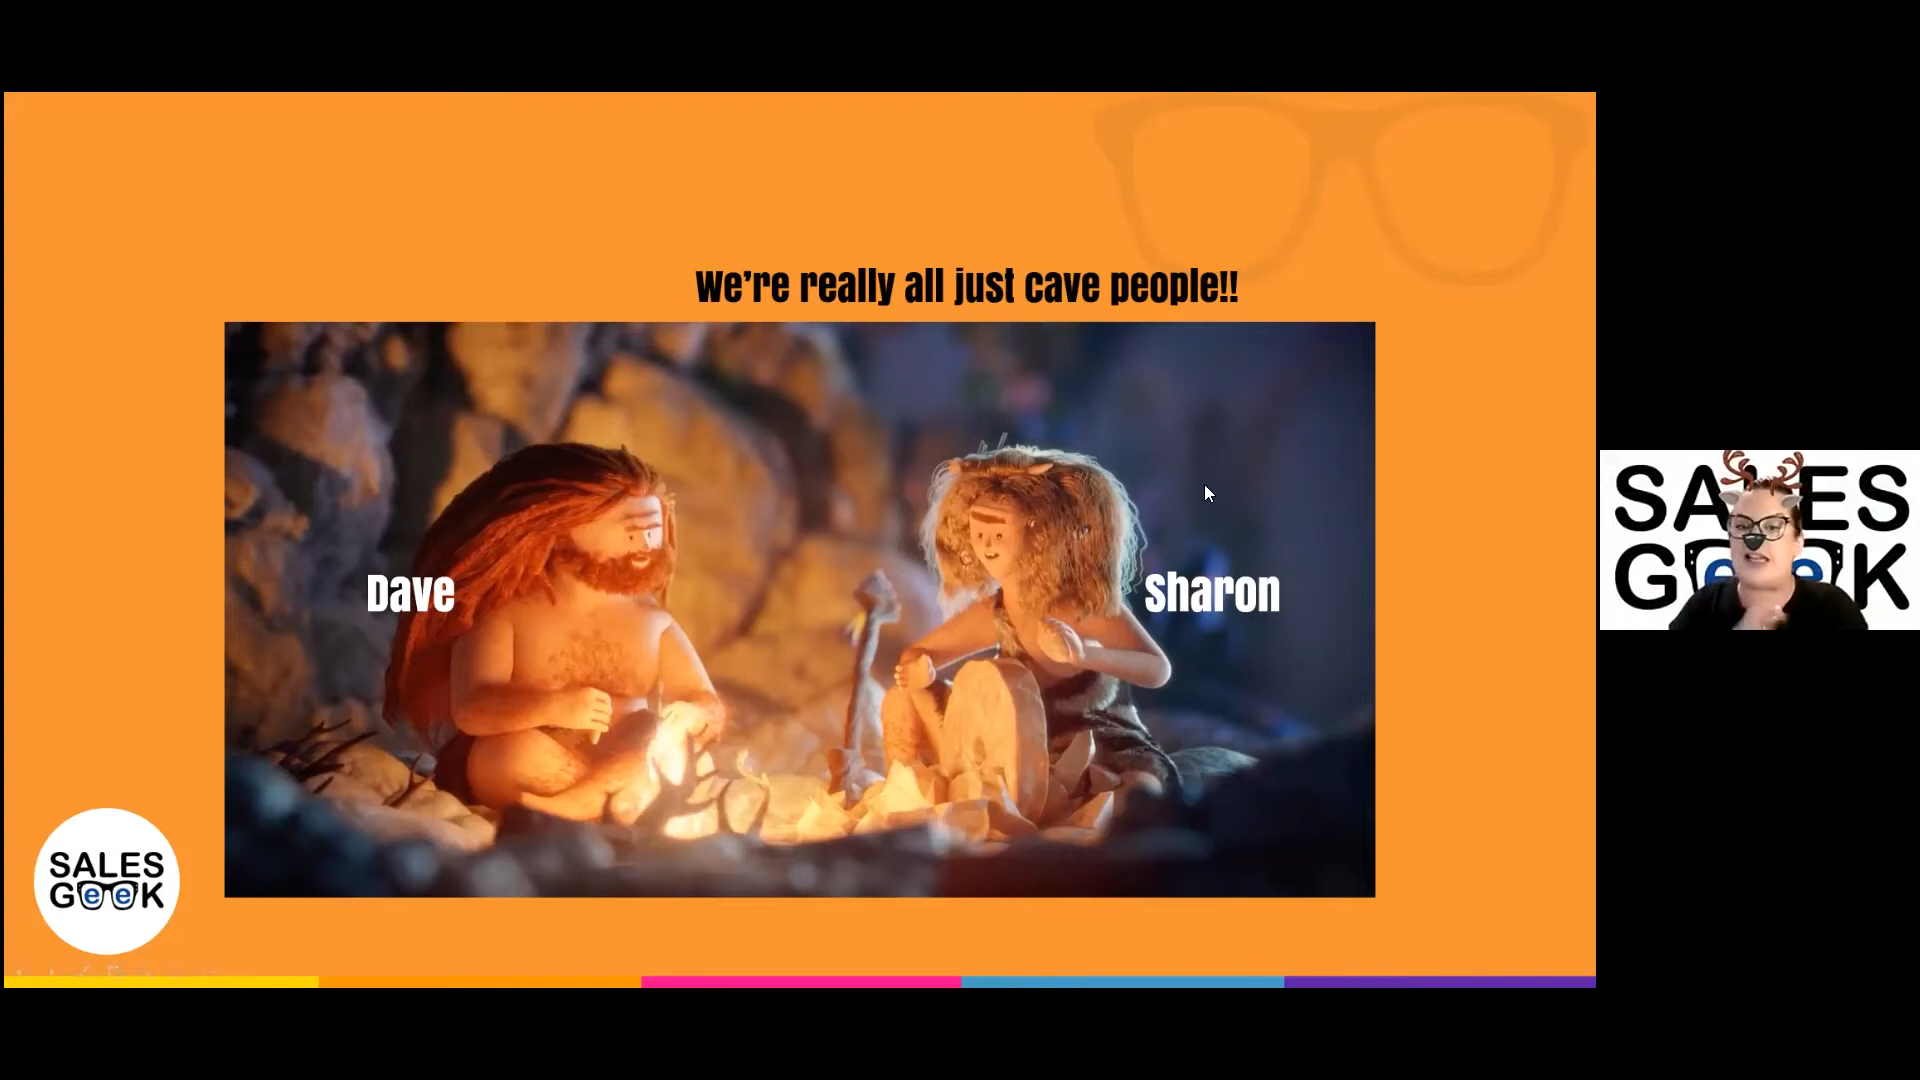 We're really all just cave people!!
Dave
Sharon
SALES
GeeK
SALES
GeeK